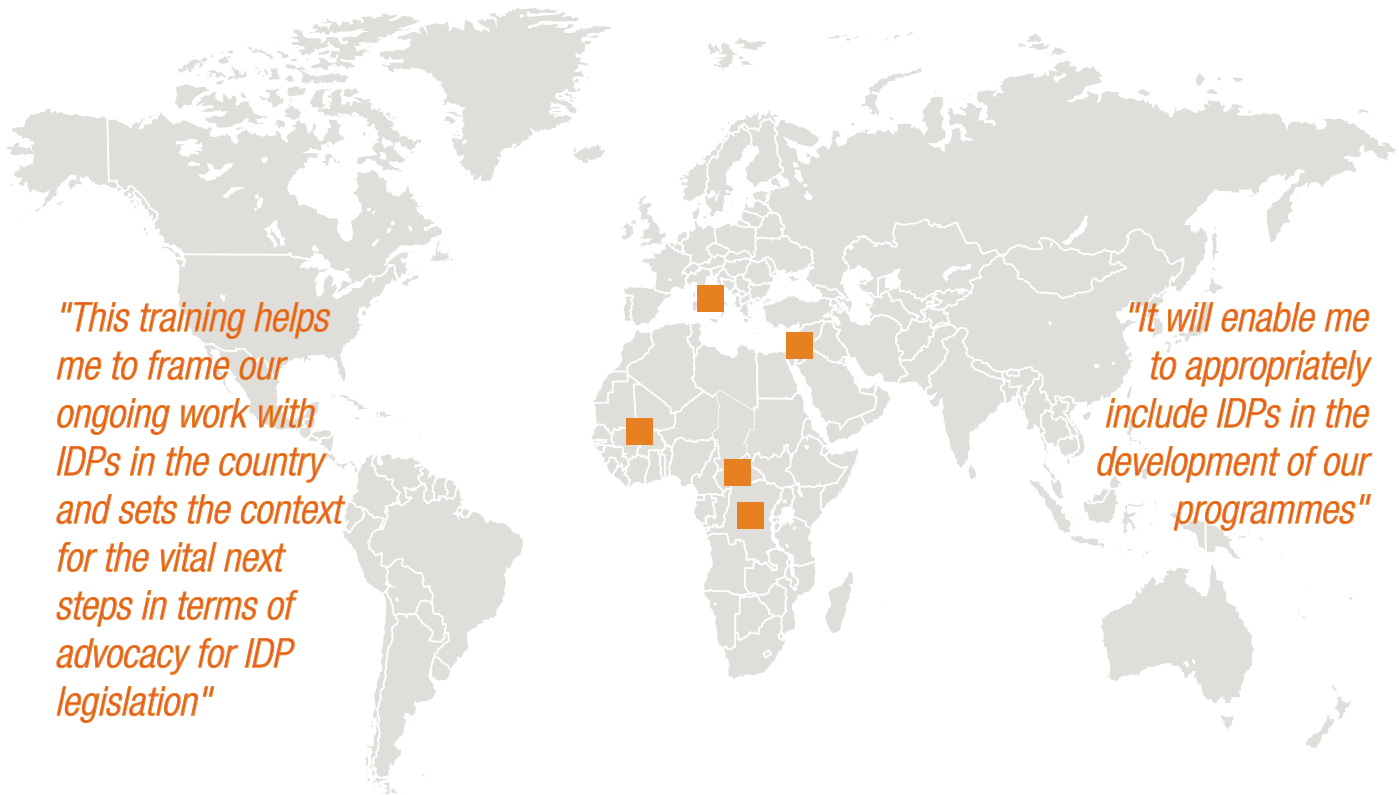 "This training helps
me to frame our
ongoing work with
IDPs in the country
and sets the context
for the vital next
steps in terms of
advocacy for IDP
legislation"
"It will enable me
to appropriately
include IDPs in the
development of our
programmes"